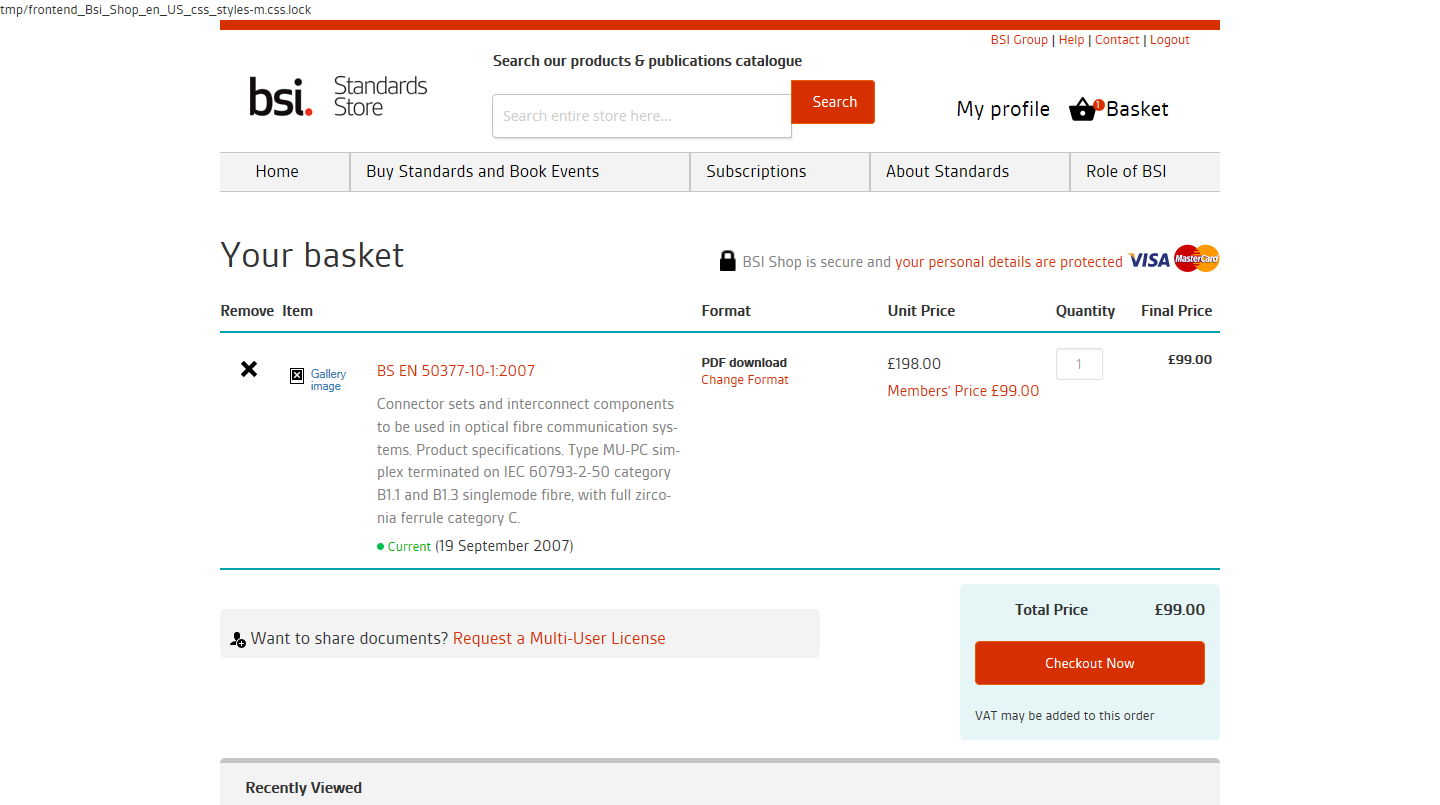 tmp/frontend_Bsi_Shop_en_US_css_styles-m.css.lock
BSI Group | Help | Contact | Logout
Search our products & publications catalogue
bsi. Standards Store
Search entire store here...
Search
My profile
1
Basket
Home
Buy Standards and Book Events
Subscriptions
About Standards
Role of BSI
Your basket
BSI Shop is secure and your personal details are protected
VISA
MasterCard
Remove Item Format Unit Price Quantity Final Price
Gallery image
BS EN 50377-10-1:2007
Connector sets and interconnect components
to be used in optical fibre communication sys-
tems. Product specifications. Type MU-PC sim-
plex terminated on IEC 60793-2-50 category
B1.1 and B1.3 singlemode fibre, with full zirco-
nia ferrule category C.
Current (19 September 2007)
PDF download
Change Format
£198.00
Members' Price £99.00
1
£99.00
Want to share documents? Request a Multi-User License
Total Price £99.00
Checkout Now
VAT may be added to this order
Recently Viewed